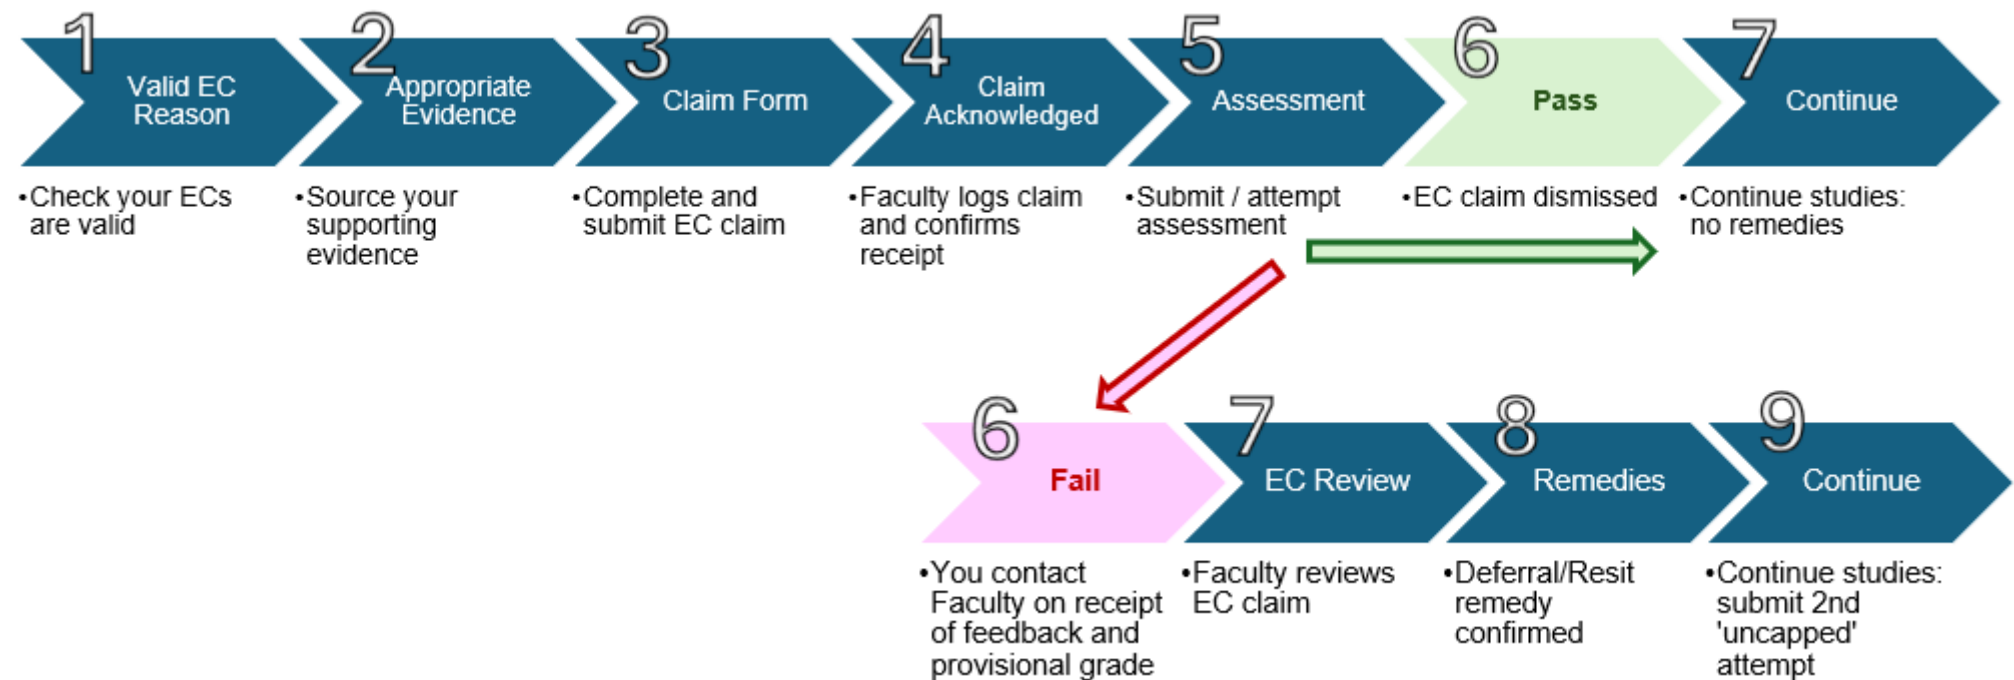 1
Valid EC
Reason
•Check your ECs
are valid
2
Appropriate
Evidence
•Source your
supporting
evidence
3
Claim Form
•Complete and
submit EC claim
4
Claim
Acknowledged
•Faculty logs claim
and confirms
receipt
5
Assessment
•Submit / attempt
assessment
6
Pass
•EC claim dismissed
7
Continue
•Continue studies:
no remedies
6
Fail
•You contact
Faculty on receipt
of feedback and
provisional grade
7
EC Review
•Faculty reviews
EC claim
8
Remedies
•Deferral/Resit
remedy
confirmed
9
Continue
•Continue studies:
submit 2nd
'uncapped'
attempt